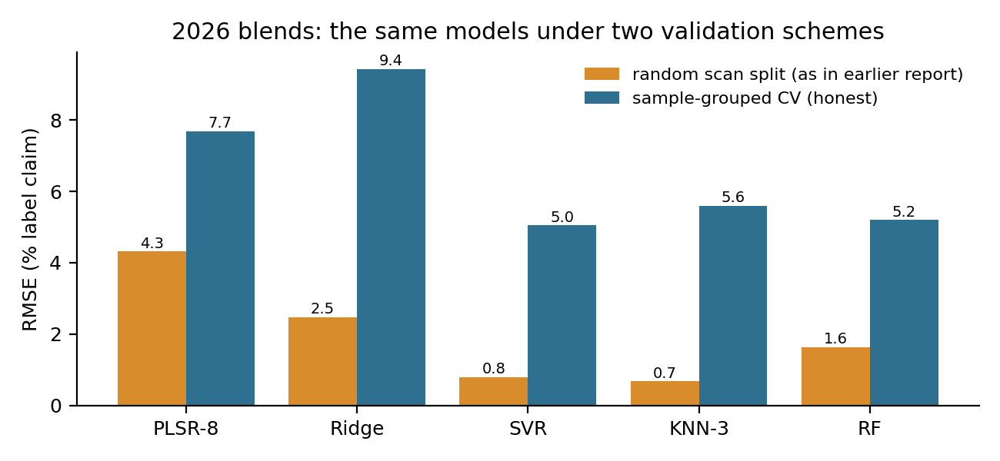 2026 blends: the same models under two validation schemes
random scan split (as in earlier report)
sample-grouped CV (honest)
RMSE (% label claim)
8
6
4
2
0
4.3
7.7
2.5
9.4
0.8
5.0
0.7
5.6
1.6
5.2
PLSR-8
Ridge
SVR
KNN-3
RF